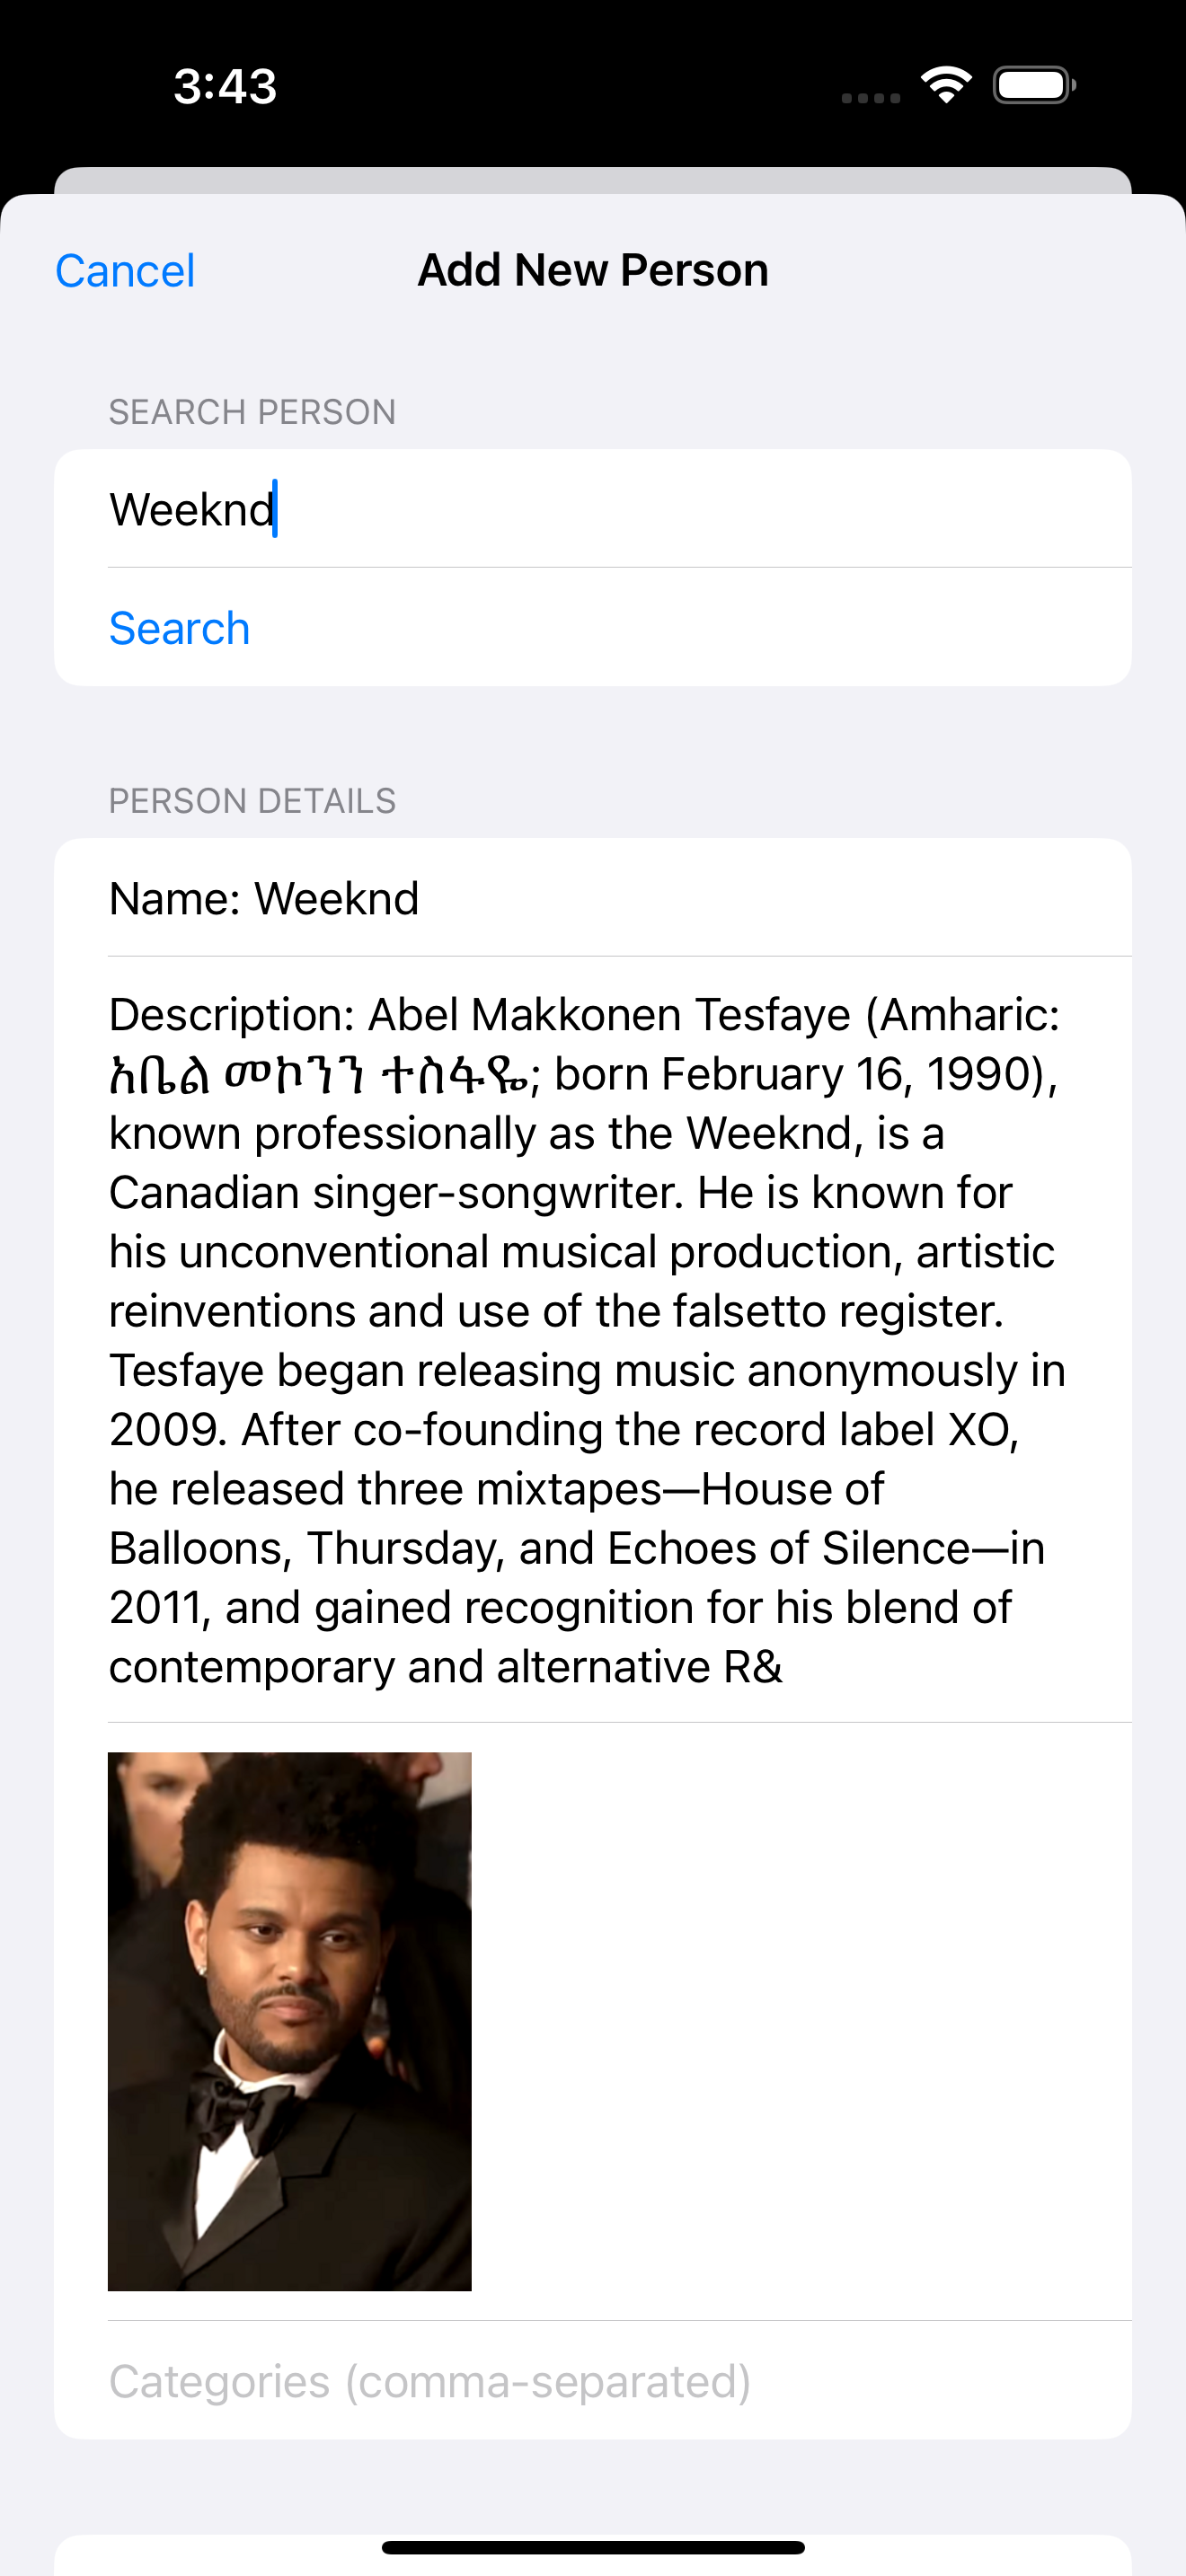 3:43
Cancel
Add New Person
SEARCH PERSON
Weeknd
Search
PERSON DETAILS
Name: Weeknd
Description: Abel Makkonen Tesfaye (Amharic:
አቤል መኮንን ተስፋዬ; born February 16, 1990),
known professionally as the Weeknd, is a
Canadian singer-songwriter. He is known for
his unconventional musical production, artistic
reinventions and use of the falsetto register.
Tesfaye began releasing music anonymously in
2009. After co-founding the record label XO,
he released three mixtapes—House of
Balloons, Thursday, and Echoes of Silence—in
2011, and gained recognition for his blend of
contemporary and alternative R&
Categories (comma-separated)